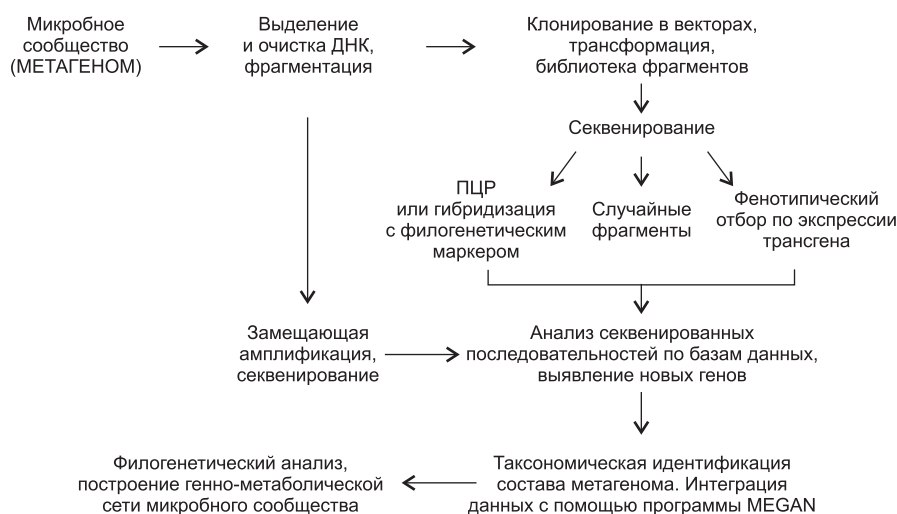 Микробное
сообщество
(МЕТАГЕНОМ)
Выделение
и очистка ДНК,
фрагментация
Клонирование в векторах,
трансформация,
библиотека фрагментов
Секвенирование
ПЦР
или гибридизация
с филогенетическим
маркером
Случайные
фрагменты
Фенотипический
отбор по экспрессии
трансгена
Замещающая
амплификация,
секвенирование
Анализ секвенированных
последовательностей по базам данных,
выявление новых генов
Таксономическая идентификация
состава метагенома. Интеграция
данных с помощью программы MEGAN
Филогенетический анализ,
построение генно-метаболической
сети микробного сообщества